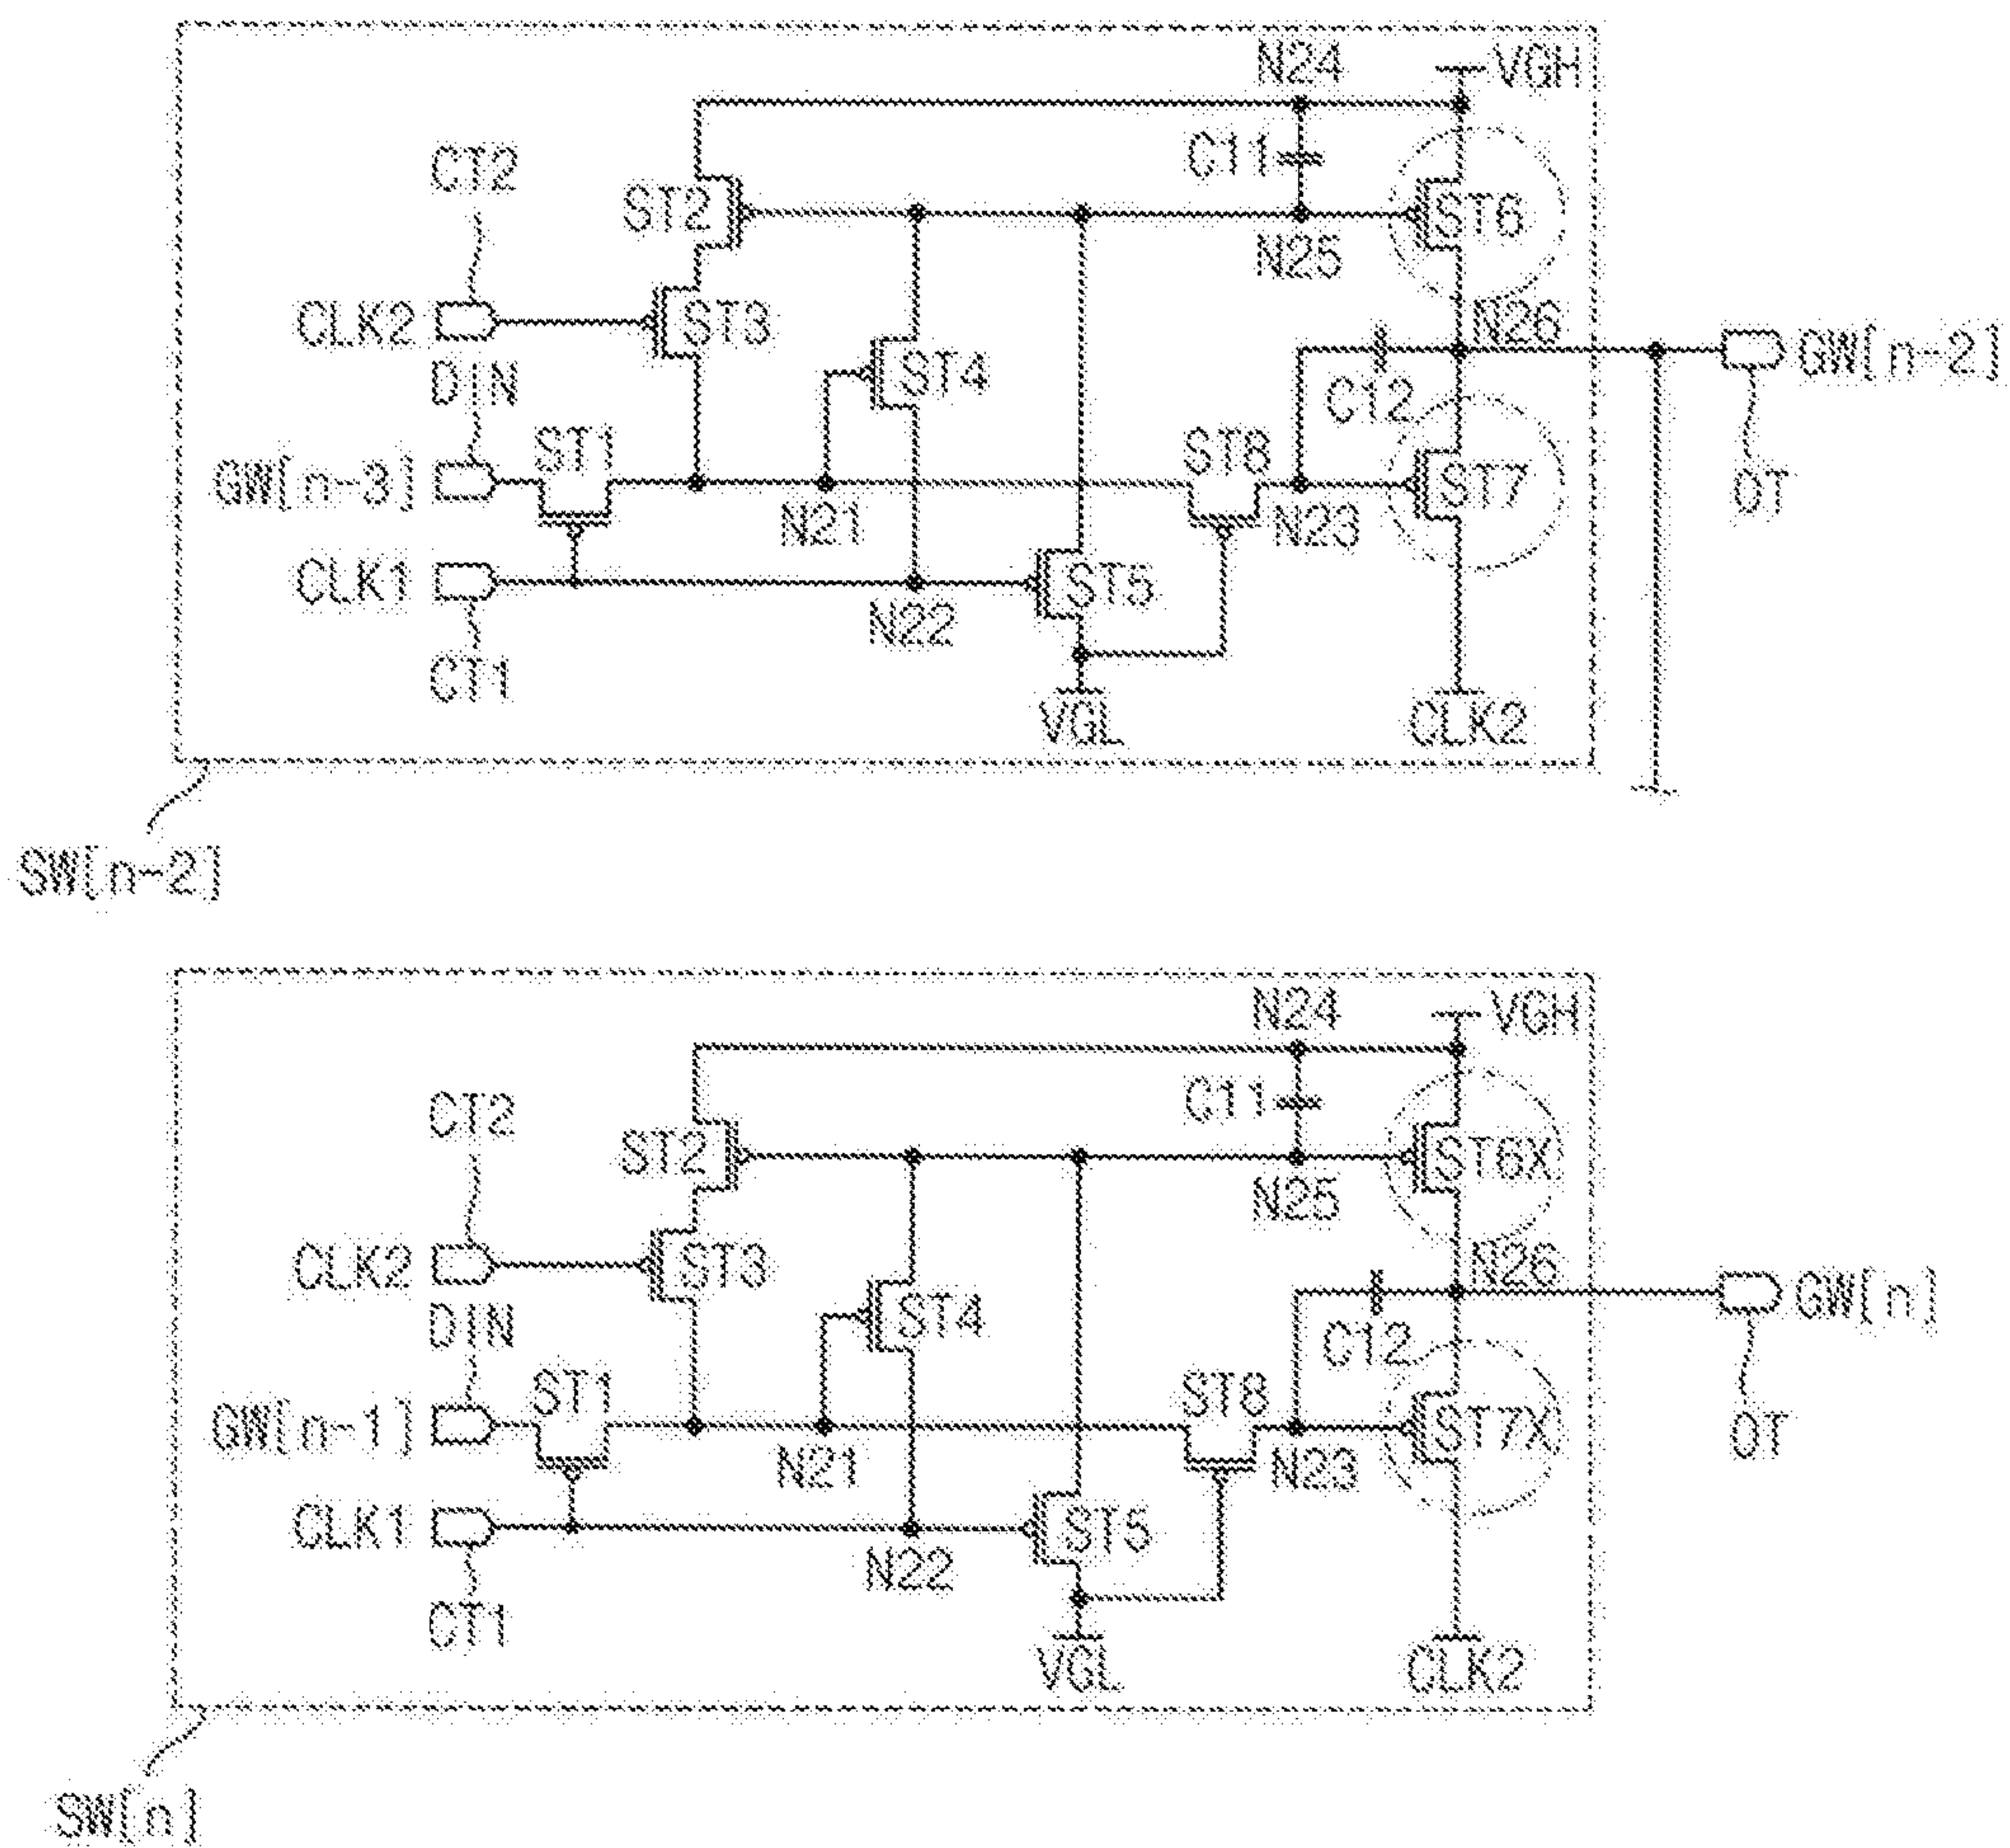 N24
VGH
CT2
C11
ST2
ST6
N25
CLK2
ST3
N26
GW[n-2]
DIN
ST4
C12
ST1
ST8
GW[n-3]
ST7
OT
N21
N23
CLK1
ST5
N22
CT1
VGL
CLK2
SW[n-2]
N24
VGH
CT2
C11
ST2
ST6X
N25
CLK2
ST3
N26
GW[n]
DIN
ST4
C12
ST1
ST8
GW[n-1]
ST7X
OT
N21
N23
CLK1
ST5
N22
CT1
VGL
CLK2
SW[n]